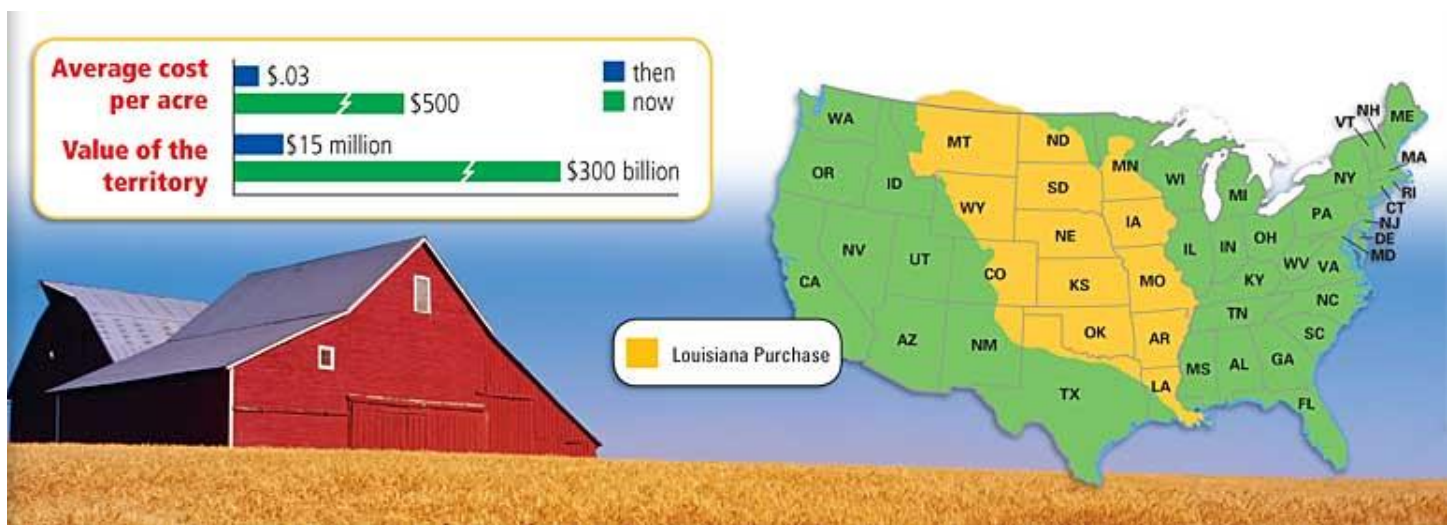 Average cost
per acre
$.03
$500
then
now
Value of the
territory
$15 million
$300 billion
Louisiana Purchase
WA
OR
CA
NV
ID
UT
AZ
MT
WY
CO
NM
ND
SD
NE
KS
OK
TX
MN
IA
MO
AR
LA
WI
IL
MI
IN
OH
KY
TN
MS
AL
GA
FL
SC
NC
VA
WV
PA
NY
VT
NH
ME
MA
RI
CT
NJ
DE
MD